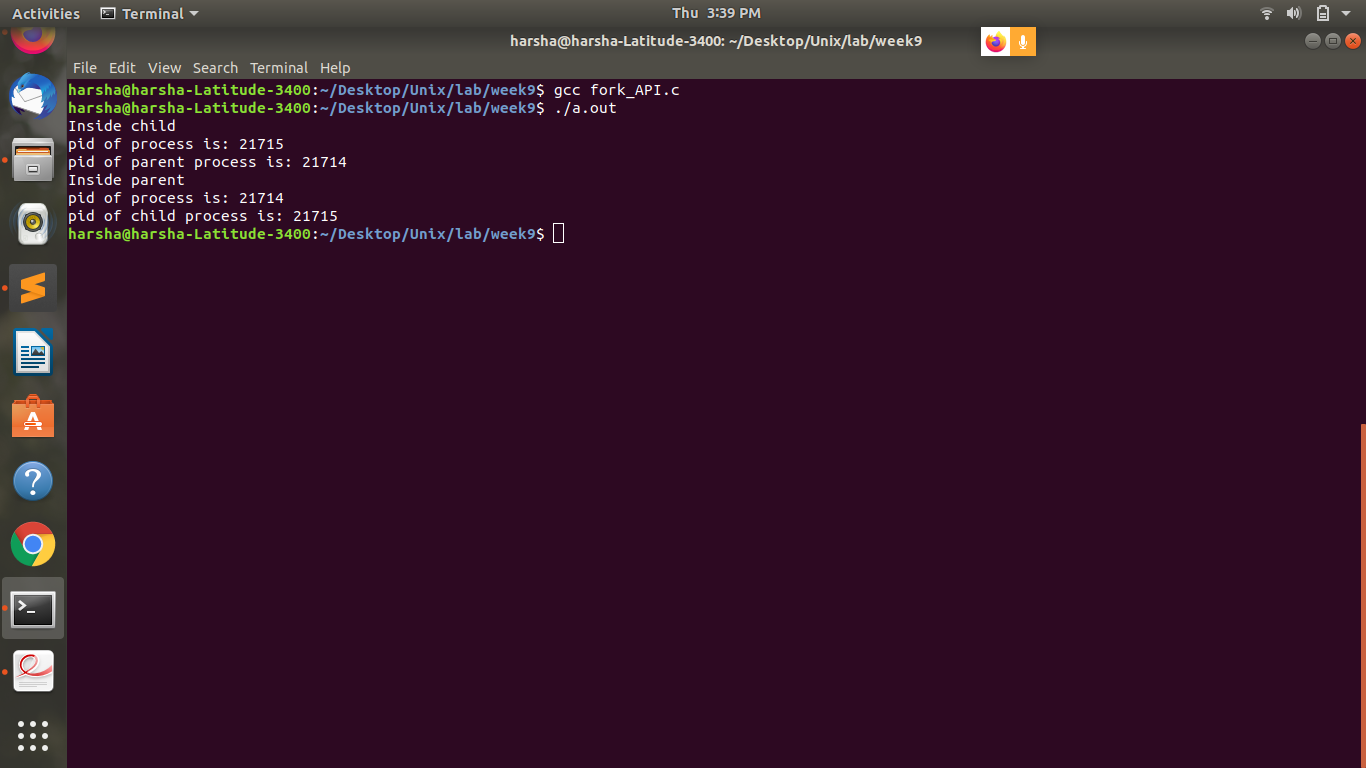 Activities Terminal Thu 3:39 PM
harsha@harsha-Latitude-3400: ~/Desktop/Unix/lab/week9
File Edit View Search Terminal Help
harsha@harsha-Latitude-3400:~/Desktop/Unix/lab/week9$ gcc fork_API.c
harsha@harsha-Latitude-3400:~/Desktop/Unix/lab/week9$ ./a.out
Inside child
pid of process is: 21715
pid of parent process is: 21714
Inside parent
pid of process is: 21714
pid of child process is: 21715
harsha@harsha-Latitude-3400:~/Desktop/Unix/lab/week9$